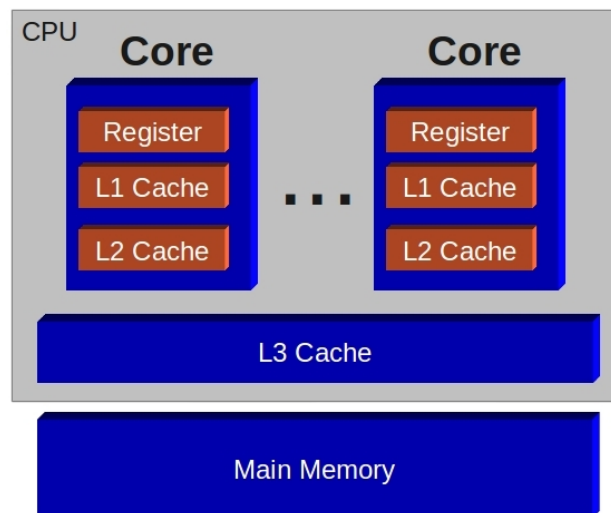 CPU
Core Core
Register Register
L1 Cache ... L1 Cache
L2 Cache L2 Cache
L3 Cache
Main Memory